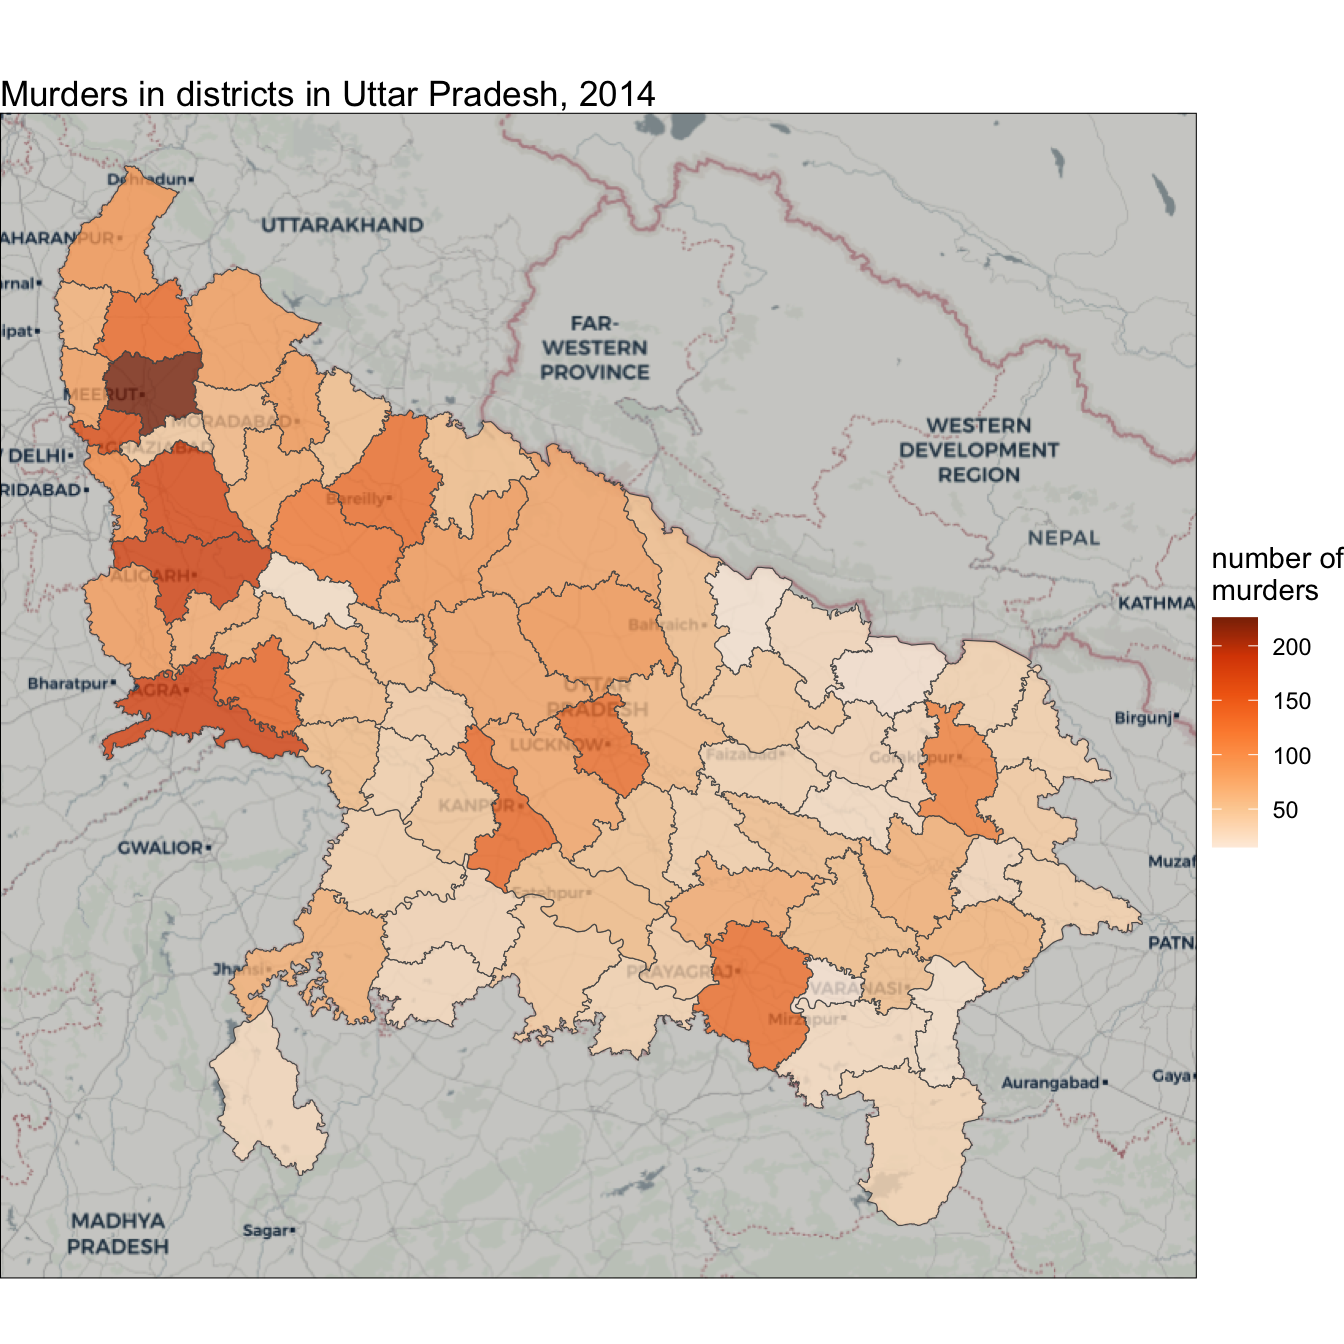 Murders in districts in Uttar Pradesh, 2014
Dehradun
UTTARAKHAND
AHARANPUR
rnal
ipat
FAR-
WESTERN
PROVINCE
MEERUT
MORADABAD
GHAZIABAD
DELHI
WESTERN
DEVELOPMENT
REGION
RIDABAD
Bareilly
NEPAL
ALIGARH
KATHMA
Bahraich
Bharatpur
AGRA
UTTAR
PRADESH
Birgunj
LUCKNOW
Faizabad
Gorakhpur
KANPUR
GWALIOR
Muzaf
Fatehpur
PATN
Jhansi
PRAYAGRAJ
VARANASI
Mirzapur
Aurangabad
Gaya
MADHYA
PRADESH
Sagar
number of
murders
200
150
100
50